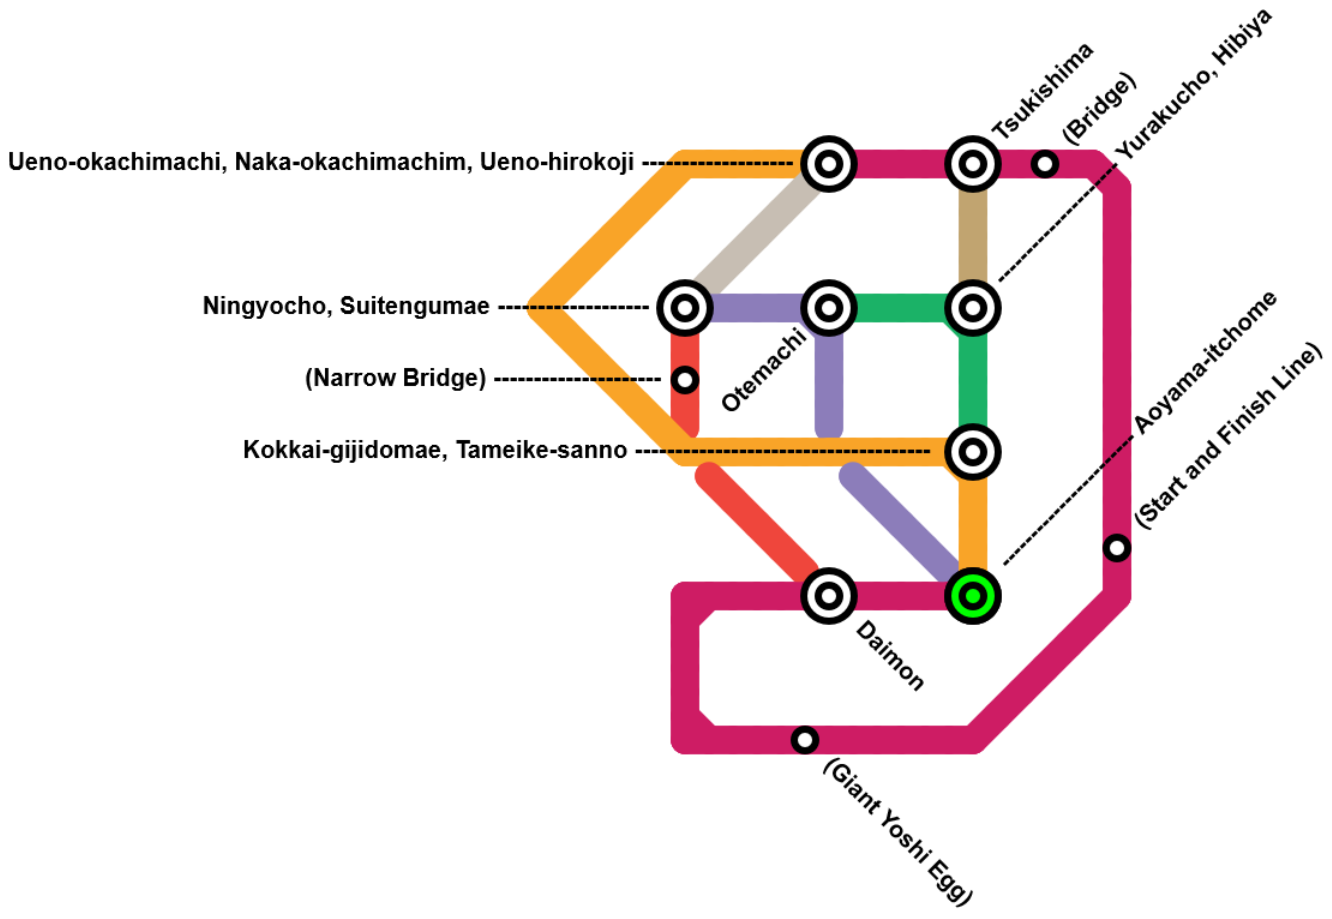 Tsukishima
(Bridge)
Yurakucho, Hibiya
Ueno-okachimachi, Naka-okachimachim, Ueno-hirokoji
Ningyocho, Suitengumae
Otemachi
(Narrow Bridge)
Kokkai-gijidomae, Tameike-sanno
Aoyama-itchome
(Start and Finish Line)
Daimon
(Giant Yoshi Egg)